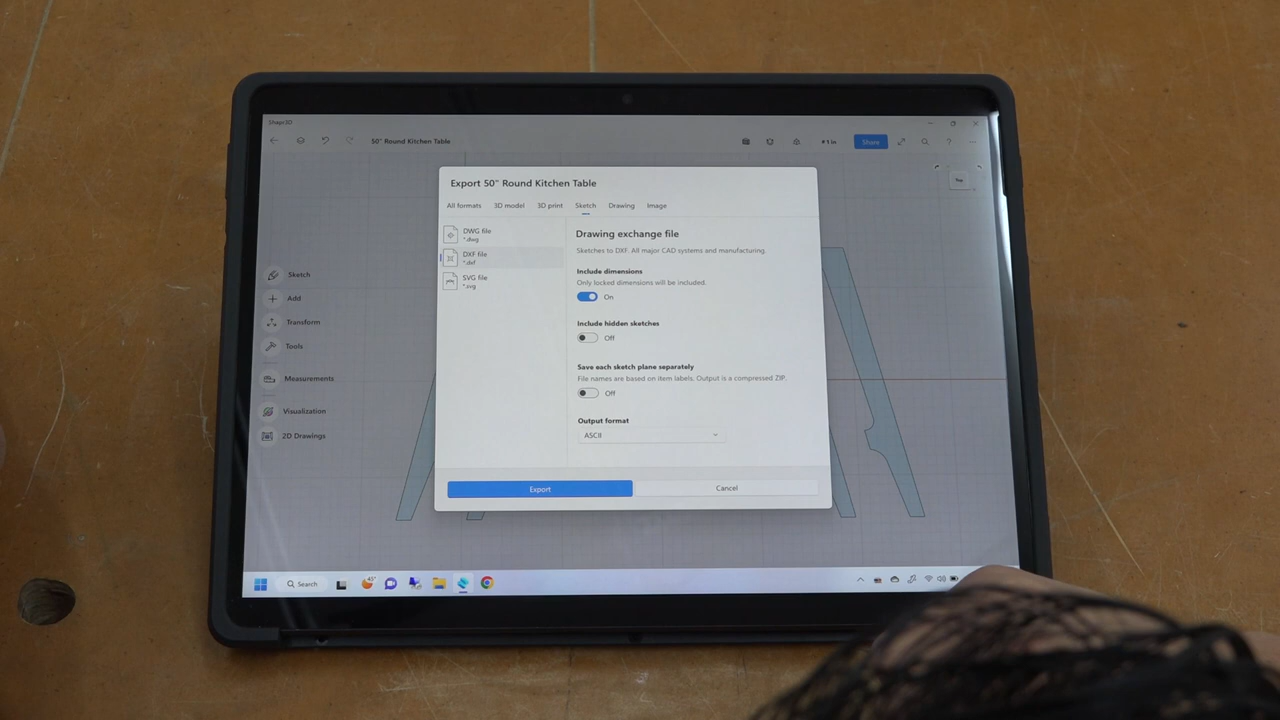 Shapr3D
50" Round Kitchen Table
# 1 in
Share
?
Export 50" Round Kitchen Table
All formats
3D model
3D print
Sketch
Drawing
Image
DWG file
*.dwg
DXF file
*.dxf
SVG file
*.svg
Drawing exchange file
Sketches to DXF. All major CAD systems and manufacturing.
Include dimensions
Only locked dimensions will be included.
On
Include hidden sketches
Off
Save each sketch plane separately
File names are based on item labels. Output is a compressed ZIP.
Off
Output format
ASCII
Export
Cancel
Sketch
Add
Transform
Tools
Measurements
Visualization
2D Drawings
Search